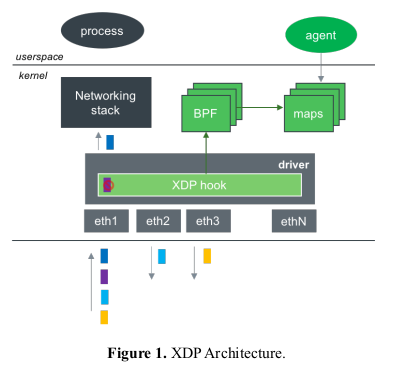 process
agent
userspace
kernel
Networking
stack
BPF
maps
driver
XDP hook
eth1
eth2
eth3
ethN
Figure 1. XDP Architecture.